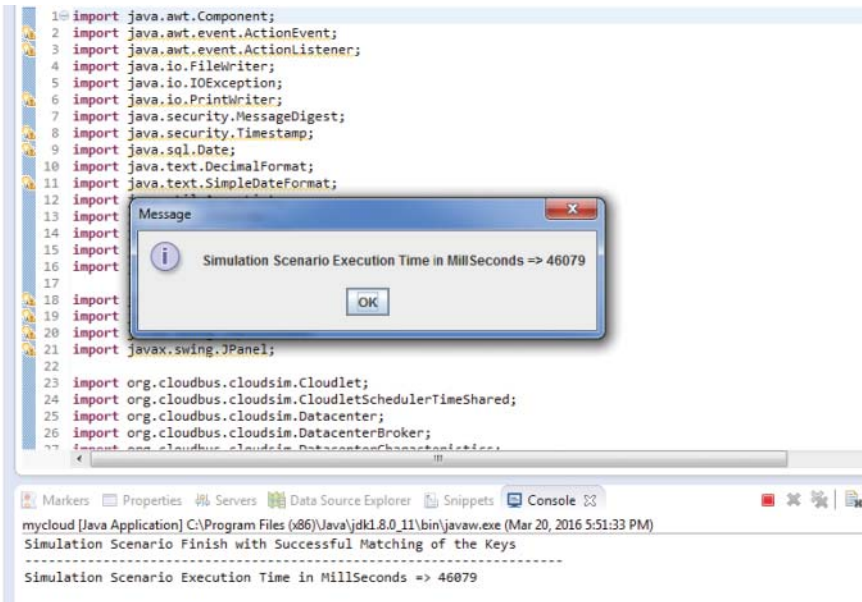 1 import java.awt.Component;
2 import java.awt.event.ActionEvent;
3 import java.awt.event.ActionListener;
4 import java.io.FileWriter;
5 import java.io.IOException;
6 import java.io.PrintWriter;
7 import java.security.MessageDigest;
8 import java.security.Timestamp;
9 import java.sql.Date;
10 import java.text.DecimalFormat;
11 import java.text.SimpleDateFormat;
12 import
13 import
14 import
15 import
16 import
17
18 import
19 import
20 import
21 import javax.swing.JPanel;
22
23 import org.cloudbus.cloudsim.Cloudlet;
24 import org.cloudbus.cloudsim.CloudletSchedulerTimeShared;
25 import org.cloudbus.cloudsim.Datacenter;
26 import org.cloudbus.cloudsim.DatacenterBroker;
27 import org.cloudbus.cloudsim.DatacenterCharacteristics;
Message
Simulation Scenario Execution Time in MillSeconds => 46079
OK
Markers Properties Servers Data Source Explorer Snippets Console
mycloud [Java Application] C:\Program Files (x86)\Java\jdk1.8.0_11\bin\javaw.exe (Mar 20, 2016 5:51:33 PM)
Simulation Scenario Finish with Successful Matching of the Keys
----------------------------------------------------------------
Simulation Scenario Execution Time in MillSeconds => 46079